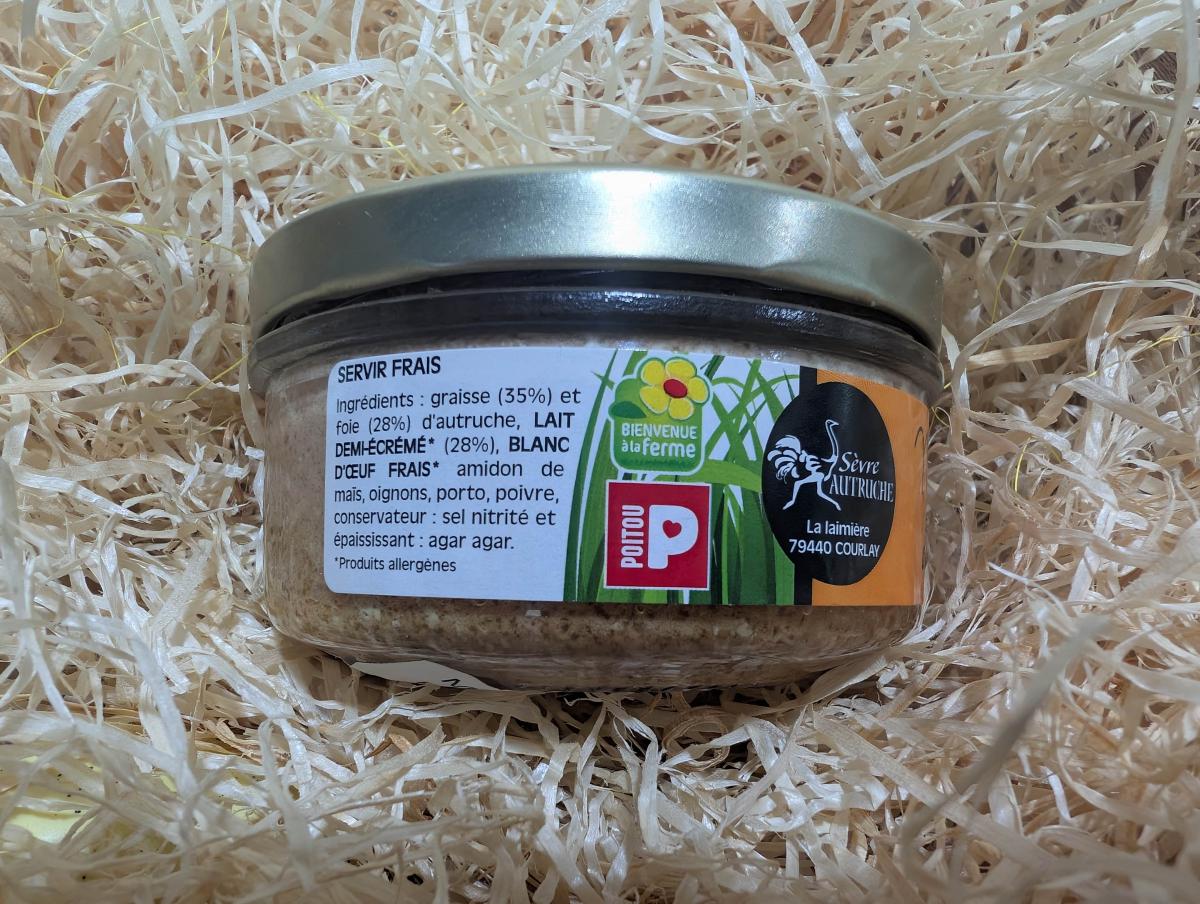 SERVIR FRAIS
Ingrédients : graisse (35%) et
foie (28%) d'autruche, LAIT
DEMI-ÉCRÉMÉ* (28%), BLANC
D'ŒUF FRAIS* amidon de
maïs, oignons, porto, poivre,
conservateur : sel nitrité et
épaississant : agar agar.
*Produits allergènes
BIENVENUE
à la ferme
POITOU
P
Sèvre
AUTRUCHE
La laimière
79440 COURLAY